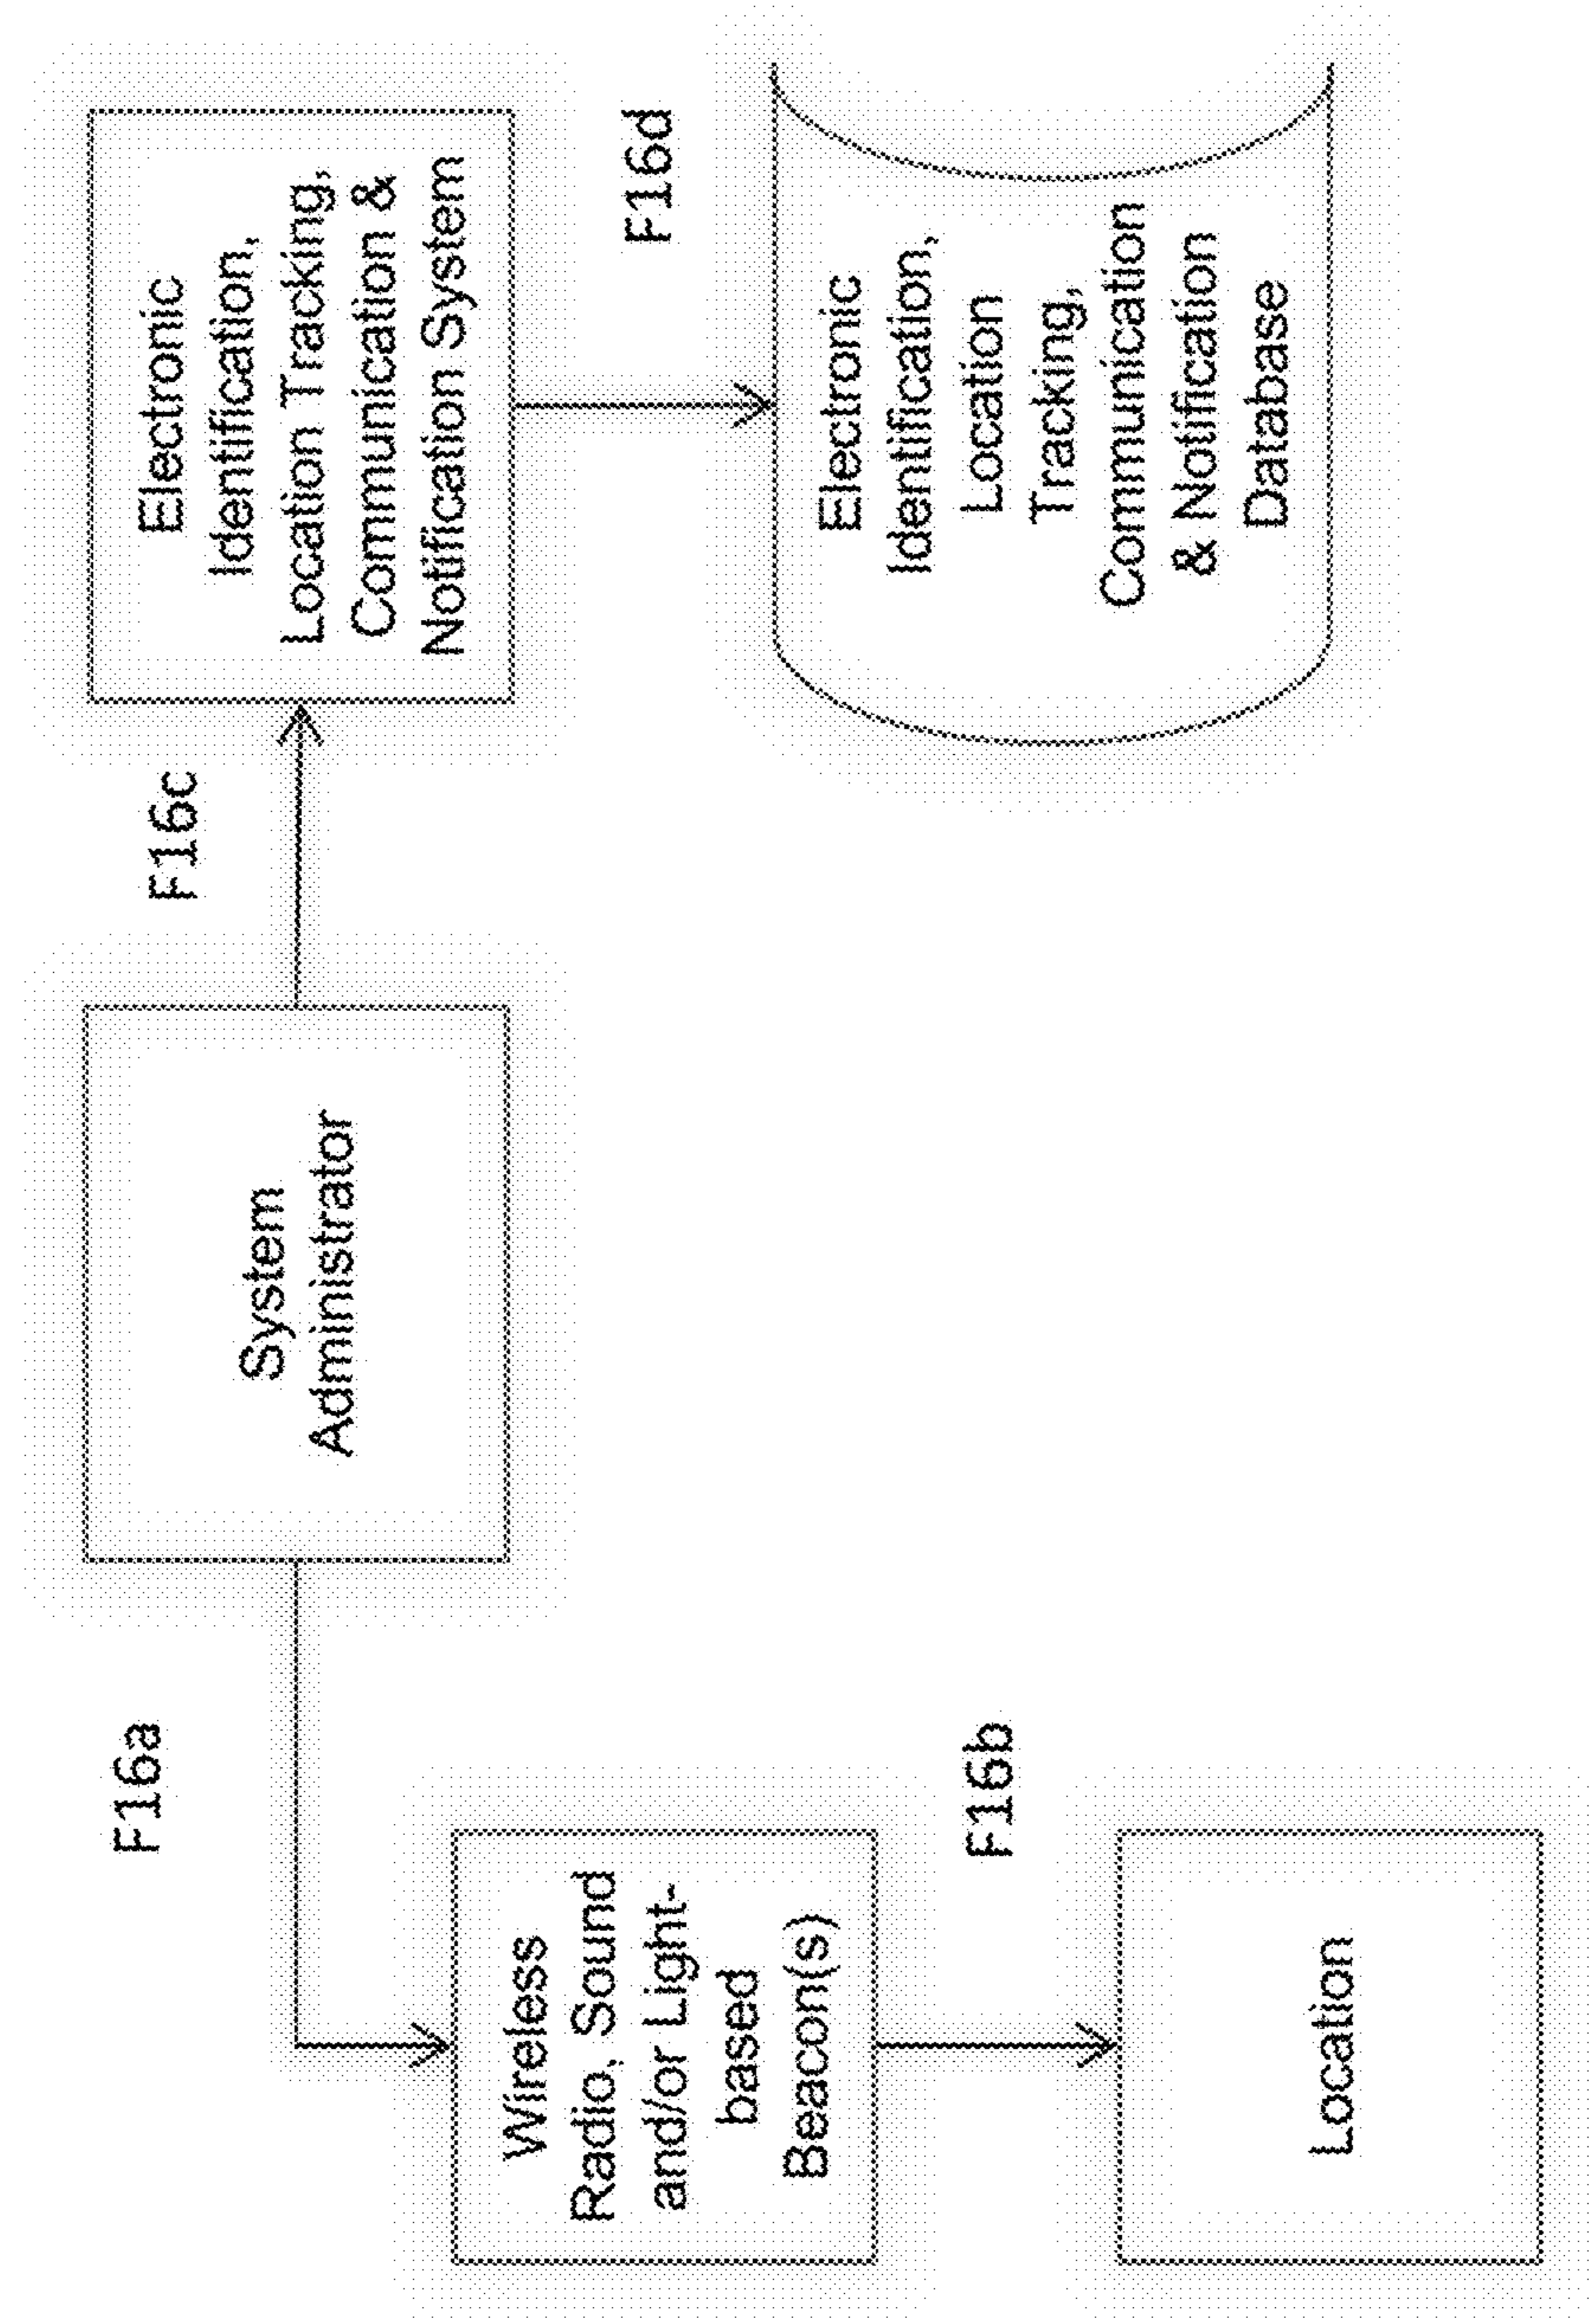 F16a
Wireless
Radio, Sound
and/or Light-
based
Beacon(s)
F16b
Location
System
Administrator
F16c
Electronic
Identification,
Location Tracking,
Communication &
Notification System
F16d
Electronic
Identification,
Location
Tracking,
Communication
& Notification
Database